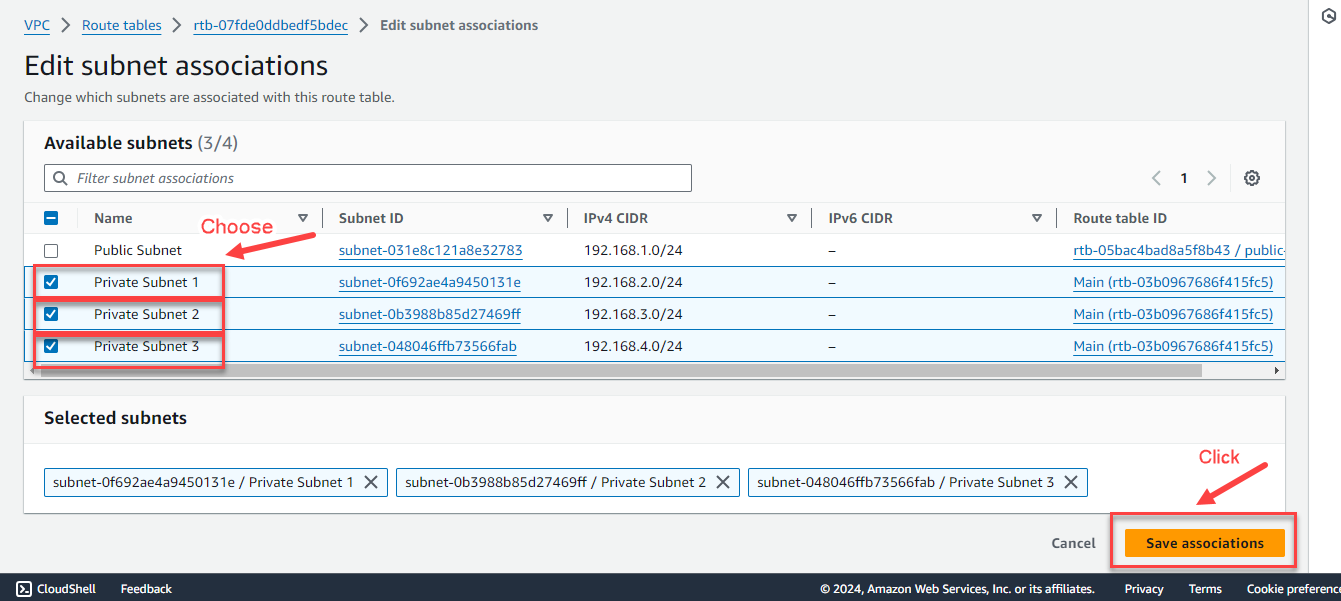 VPC > Route tables > rtb-07fde0ddbedf5bdec > Edit subnet associations
Edit subnet associations
Change which subnets are associated with this route table.
Available subnets (3/4)
Filter subnet associations
1
Name Subnet ID IPv4 CIDR IPv6 CIDR Route table ID
Choose
Public Subnet subnet-031e8c121a8e32783 192.168.1.0/24 – rtb-05bac4bad8a5f8b43 / public-
Private Subnet 1 subnet-0f692ae4a9450131e 192.168.2.0/24 – Main (rtb-03b0967686f415fc5)
Private Subnet 2 subnet-0b3988b85d27469ff 192.168.3.0/24 – Main (rtb-03b0967686f415fc5)
Private Subnet 3 subnet-048046ffb73566fab 192.168.4.0/24 – Main (rtb-03b0967686f415fc5)
Selected subnets
subnet-0f692ae4a9450131e / Private Subnet 1 subnet-0b3988b85d27469ff / Private Subnet 2 subnet-048046ffb73566fab / Private Subnet 3
Click
Cancel Save associations
CloudShell Feedback © 2024, Amazon Web Services, Inc. or its affiliates. Privacy Terms Cookie preferenc